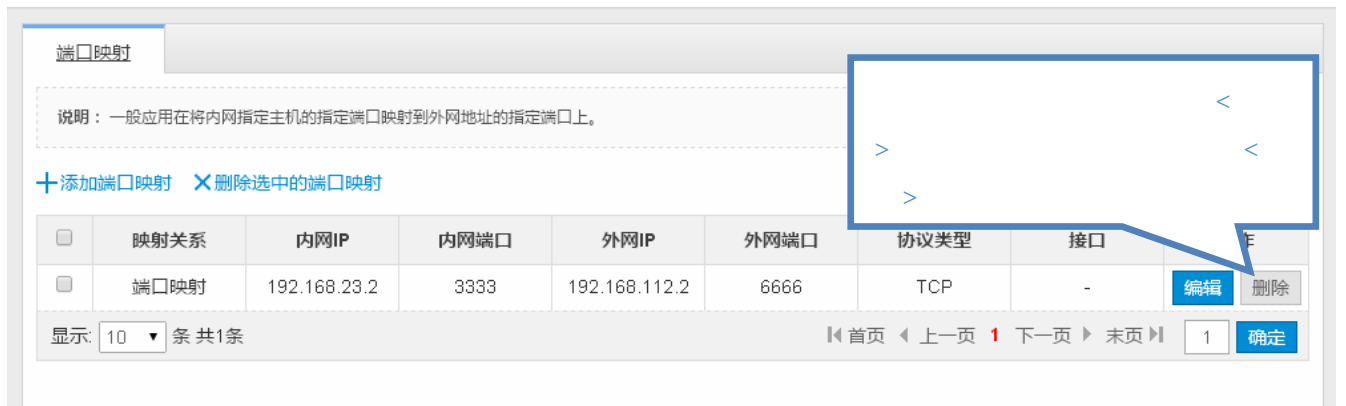 端口映射
说明：一般应用在将内网指定主机的指定端口映射到外网地址的指定端口上。
<
>    <
>
添加端口映射 删除选中的端口映射
映射关系 内网IP 内网端口 外网IP 外网端口 协议类型 接口 作
端口映射 192.168.23.2 3333 192.168.112.2 6666 TCP - 编辑 删除
显示: 10 条 共1条 首页 上一页 1 下一页 末页 1 确定